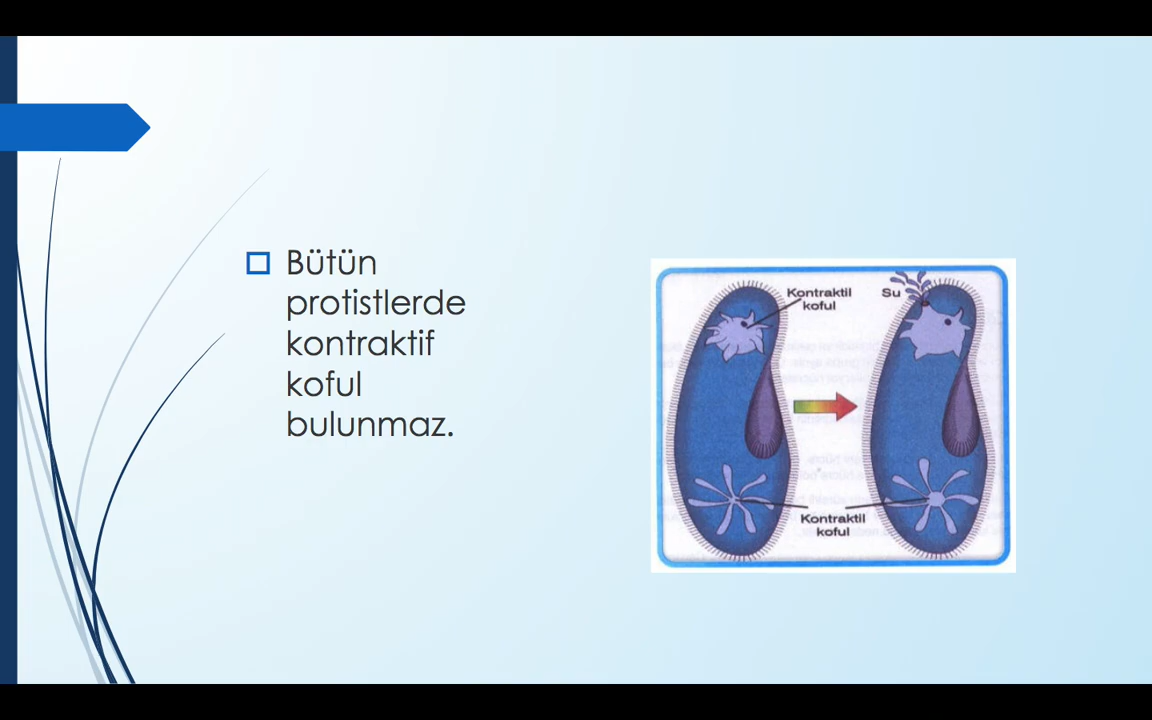 Bütün
protistlerde
kontraktif
koful
bulunmaz.
Kontraktil
koful
Su
Kontraktil
koful